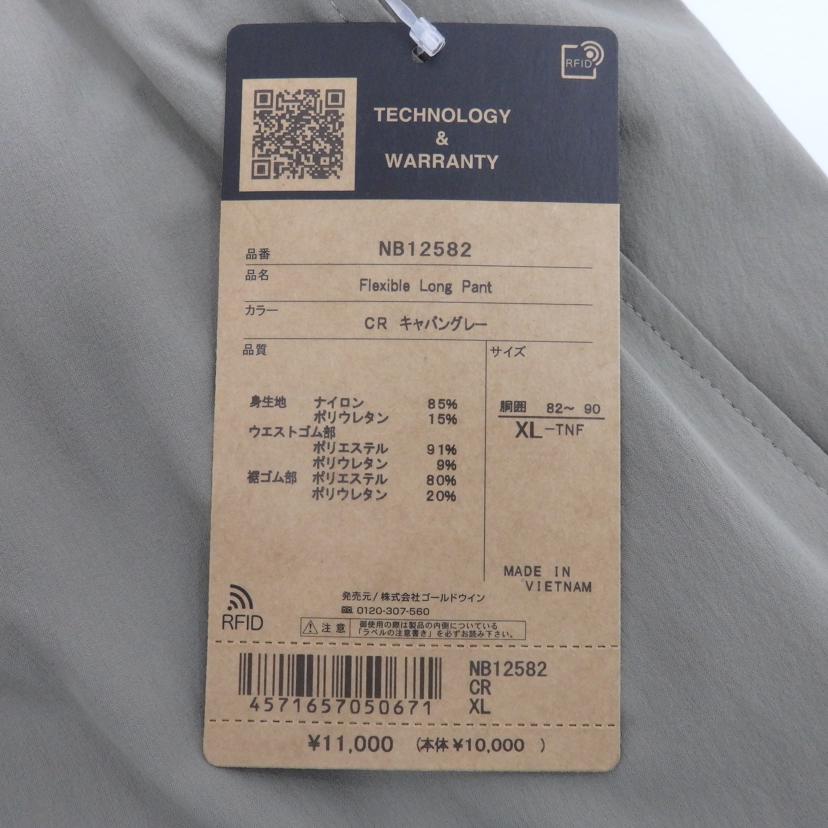 RFID
TECHNOLOGY
&
WARRANTY
品番 NB12582
品名 Flexible Long Pant
カラー CR キャパングレー
品質
サイズ
身生地 ナイロン 85%
ポリウレタン 15%
ウエストゴム部
ポリエステル 91%
ポリウレタン 9%
裾ゴム部 ポリエステル 80%
ポリウレタン 20%
胴囲 82～ 90
XL-TNF
MADE IN
VIETNAM
発売元/株式会社ゴールドウイン
0120-307-560
RFID
注意 御使用の際は製品の内側についている
「ラベルの注意書き」を必ずお読み下さい。
4571657050671
NB12582
CR
XL
¥11,000 (本体¥10,000 )